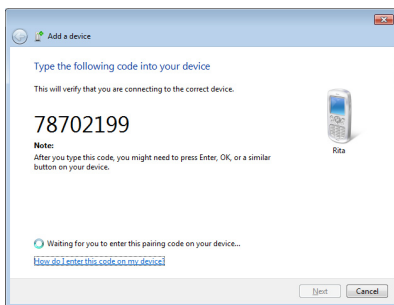 Add a device
Type the following code into your device
This will verify that you are connecting to the correct device.
78702199
Note:
After you type this code, you might need to press Enter, OK, or a similar
button on your device.
Rita
Waiting for you to enter this pairing code on your device...
How do I enter this code on my device?
Next
Cancel